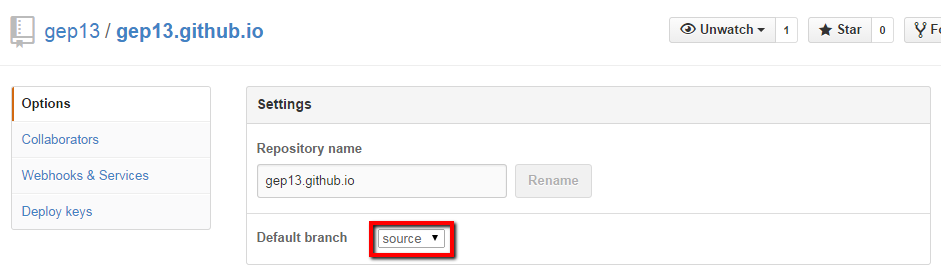 gep13 / gep13.github.io
Unwatch 1
Star 0
Options
Collaborators
Webhooks & Services
Deploy keys
Settings
Repository name
gep13.github.io
Rename
Default branch
source